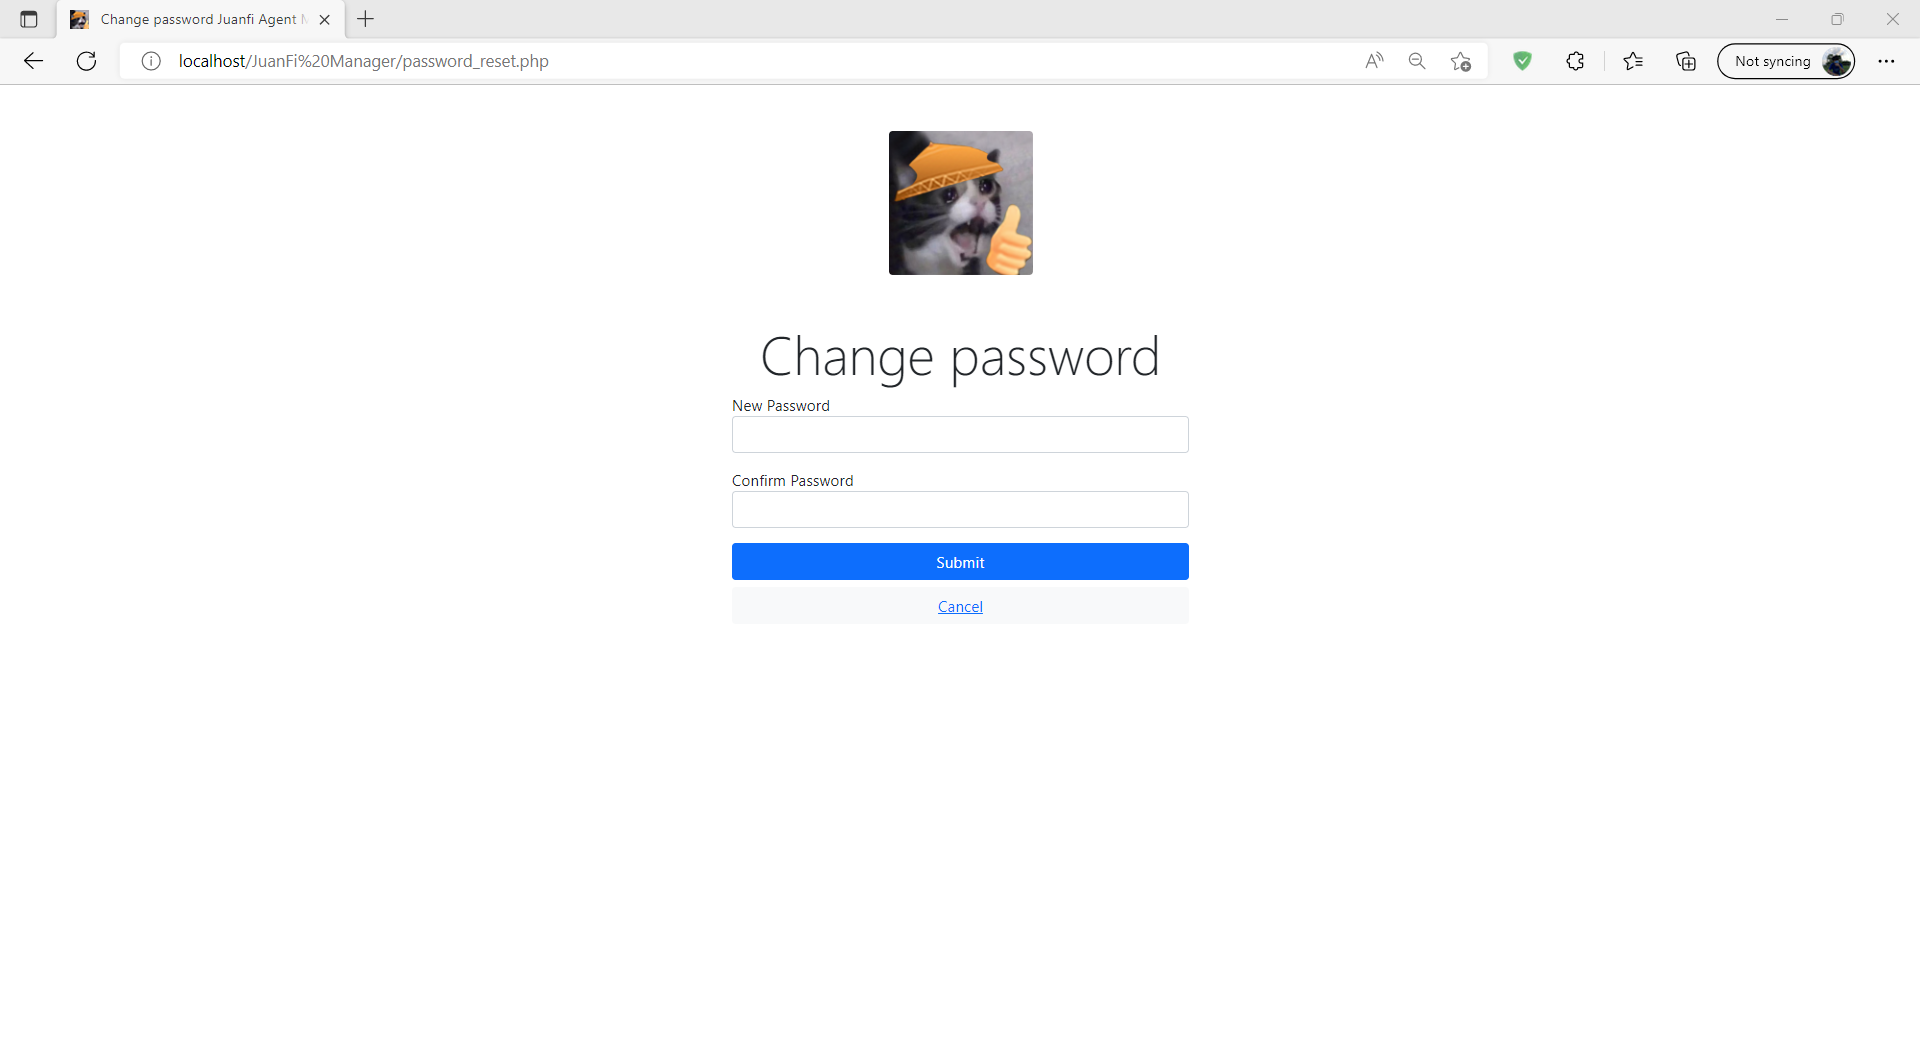 Change password Juanfi Agent
localhost/JuanFi%20Manager/password_reset.php
Not syncing
Change password
New Password
Confirm Password
Submit
Cancel